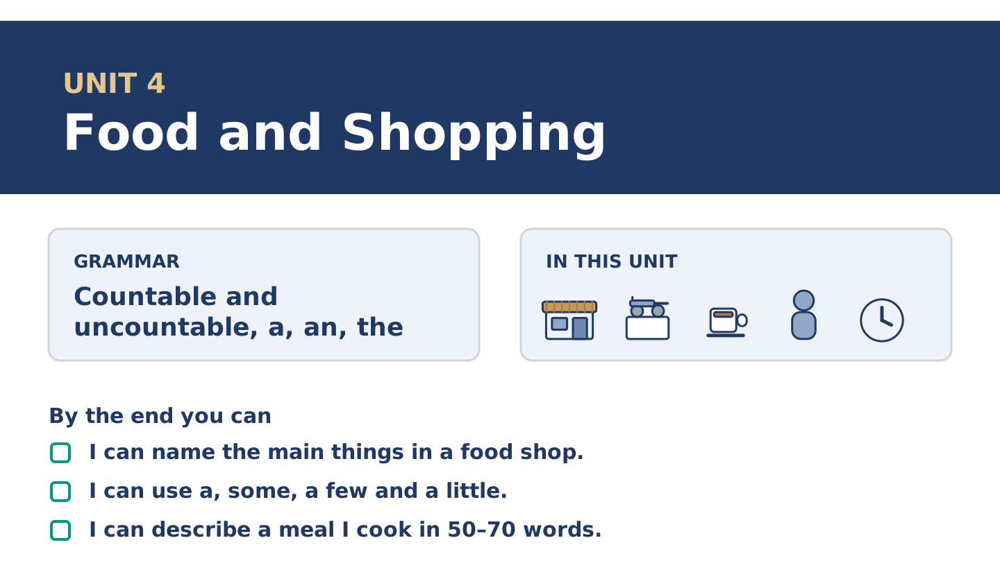 UNIT 4
Food and Shopping
GRAMMAR
Countable and
uncountable, a, an, the
IN THIS UNIT
By the end you can
I can name the main things in a food shop.
I can use a, some, a few and a little.
I can describe a meal I cook in 50–70 words.